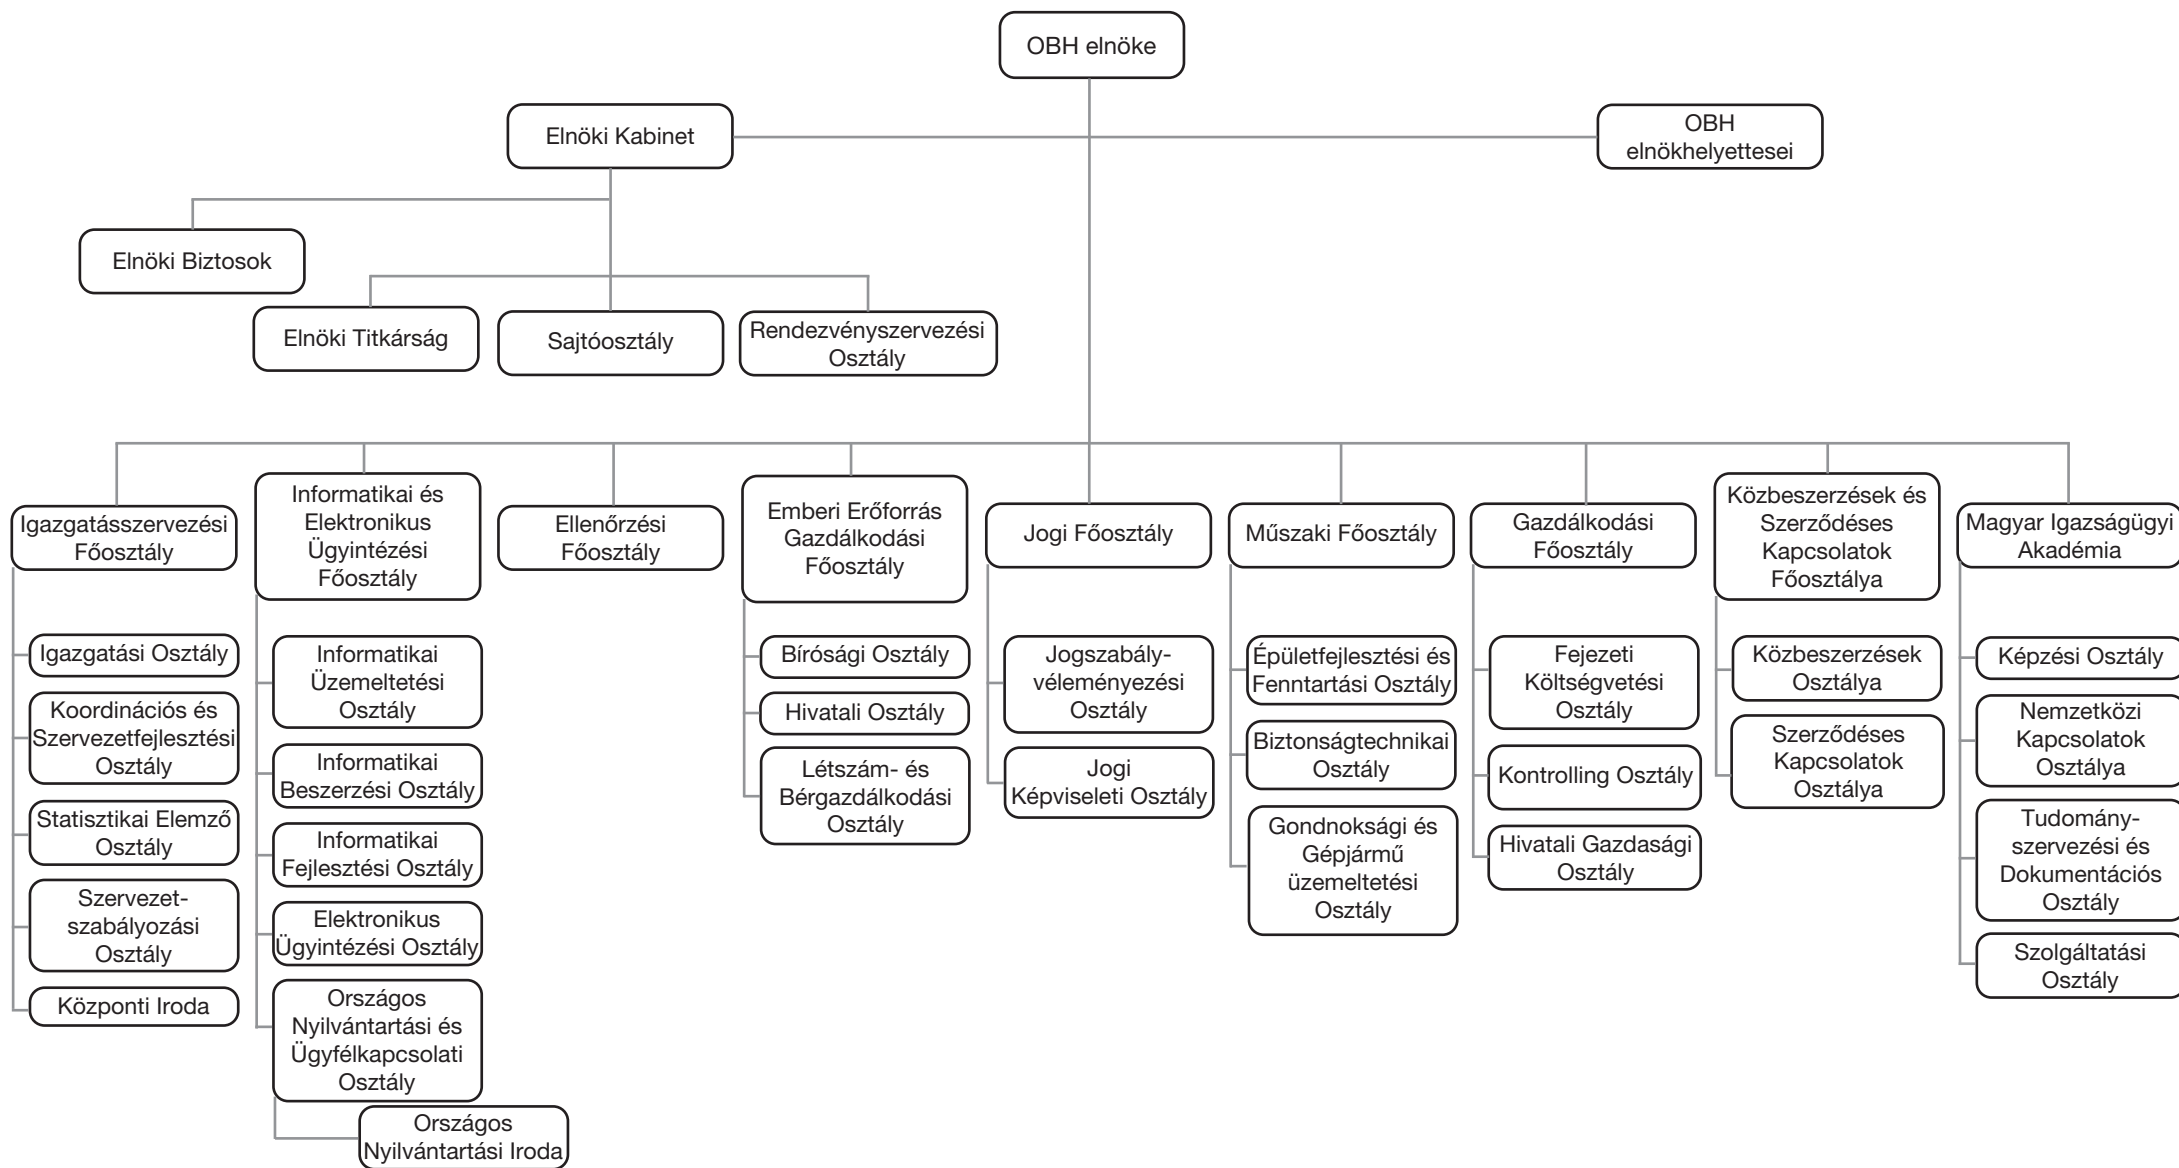 OBH elnöke
Elnöki Kabinet
OBH
elnökhelyettesei
Elnöki Biztosok
Elnöki Titkárság
Sajtóosztály
Rendezvényszervezési
Osztály
Igazgatásszervezési
Főosztály
Informatikai és
Elektronikus
Ügyintézési
Főosztály
Ellenőrzési
Főosztály
Emberi Erőforrás
Gazdálkodási
Főosztály
Jogi Főosztály
Műszaki Főosztály
Gazdálkodási
Főosztály
Közbeszerzések és
Szerződéses
Kapcsolatok
Főosztálya
Magyar Igazságügyi
Akadémia
Igazgatási Osztály
Koordinációs és
Szervezetfejlesztési
Osztály
Statisztikai Elemző
Osztály
Szervezet-
szabályozási
Osztály
Központi Iroda
Informatikai
Üzemeltetési
Osztály
Informatikai
Beszerzési Osztály
Informatikai
Fejlesztési Osztály
Elektronikus
Ügyintézési Osztály
Országos
Nyilvántartási és
Ügyfélkapcsolati
Osztály
Országos
Nyilvántartási Iroda
Bírósági Osztály
Hivatali Osztály
Létszám- és
Bérgazdálkodási
Osztály
Jogszabály-
véleményezési
Osztály
Jogi
Képviseleti Osztály
Épületfejlesztési és
Fenntartási Osztály
Biztonságtechnikai
Osztály
Gondnoksági és
Gépjármű
üzemeltetési
Osztály
Fejezeti
Költségvetési
Osztály
Kontrolling Osztály
Hivatali Gazdasági
Osztály
Közbeszerzések
Osztálya
Szerződéses
Kapcsolatok
Osztálya
Képzési Osztály
Nemzetközi
Kapcsolatok
Osztálya
Tudomány-
szervezési és
Dokumentációs
Osztály
Szolgáltatási
Osztály